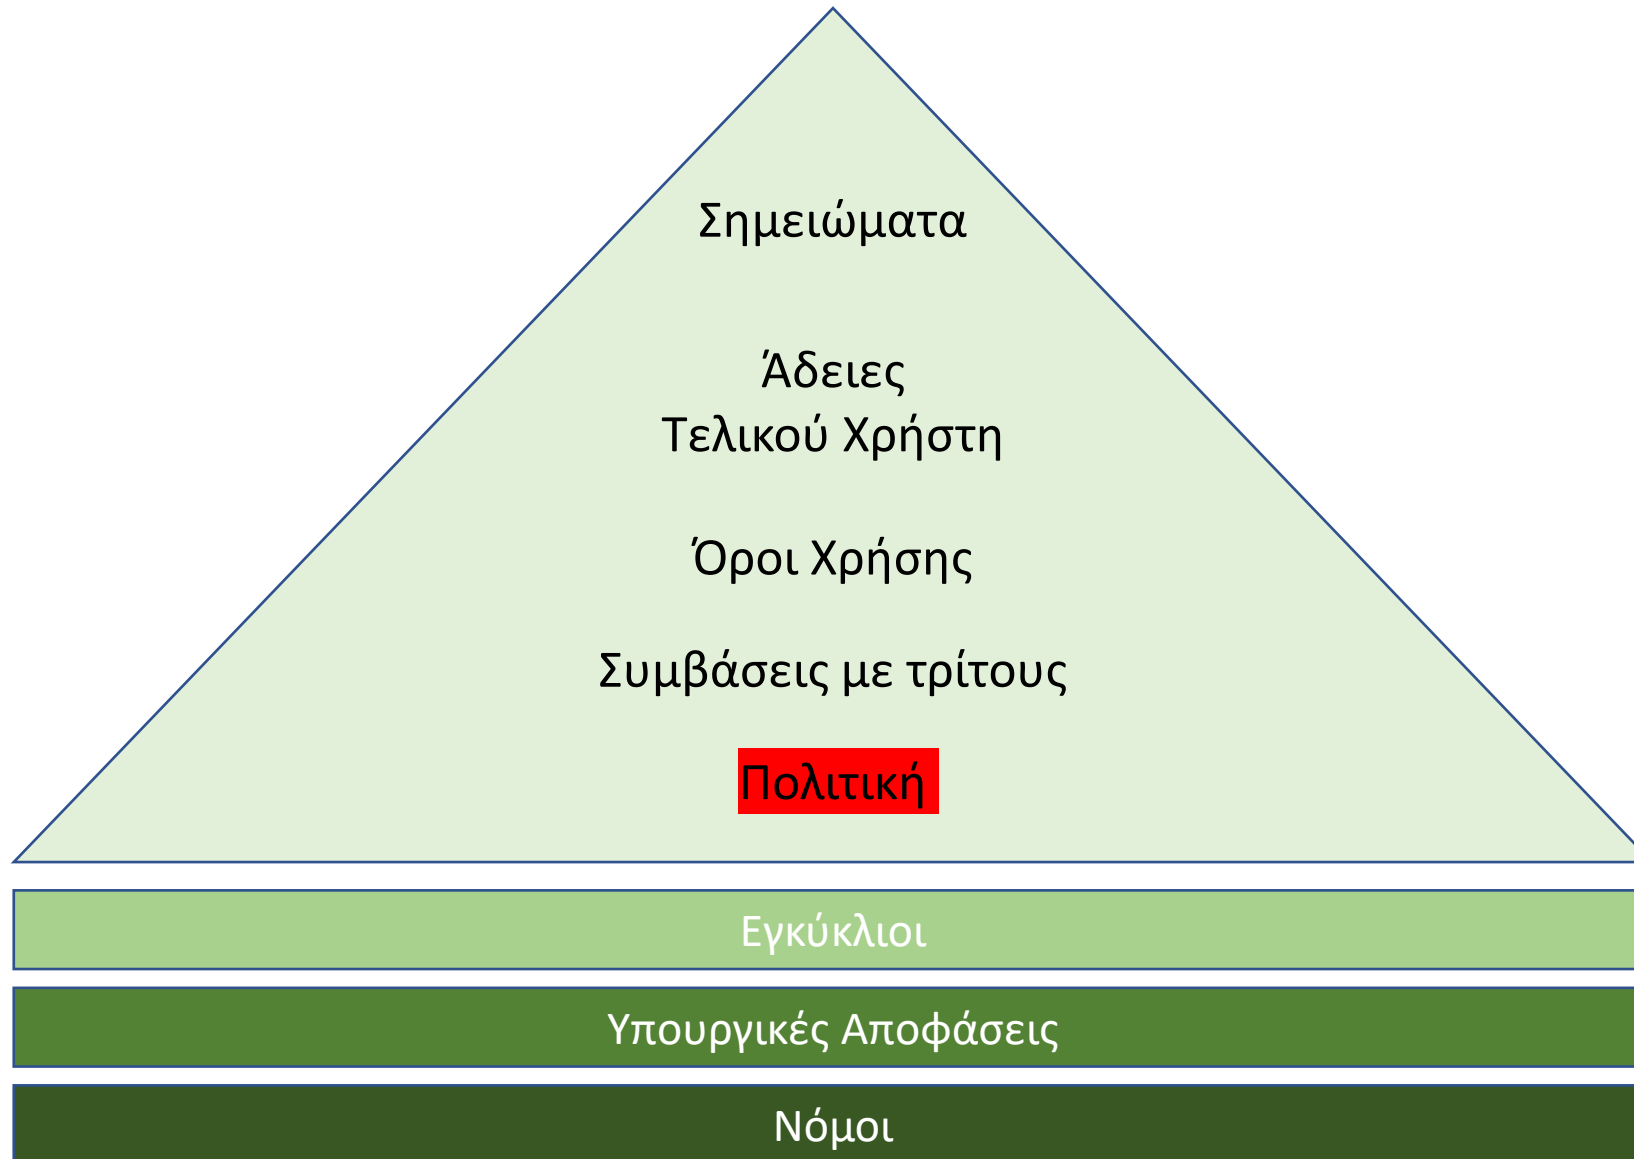 Σημειώματα
Άδειες
Τελικού Χρήστη
Όροι Χρήσης
Συμβάσεις με τρίτους
Πολιτική
Εγκύκλιοι
Υπουργικές Αποφάσεις
Νόμοι